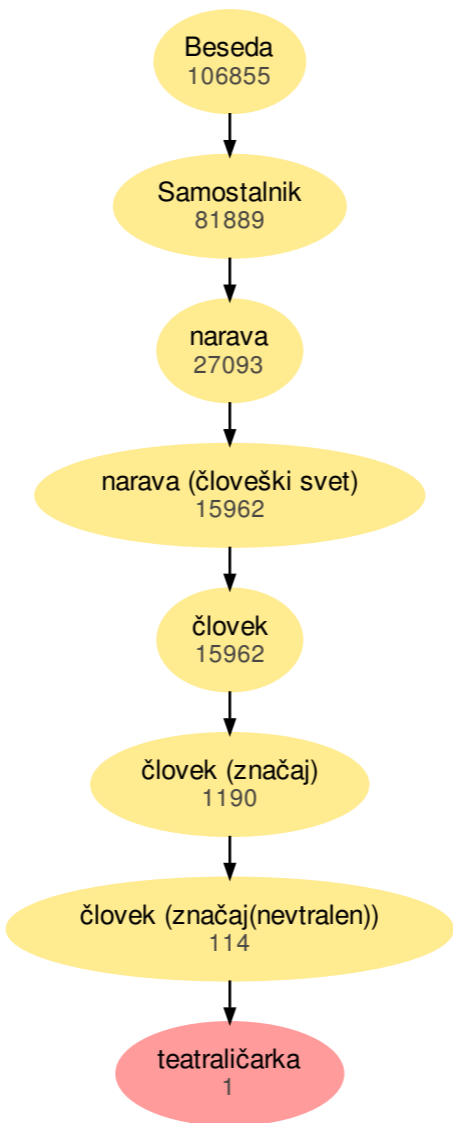 Beseda
106855
Samostalnik
81889
narava
27093
narava (človeški svet)
15962
človek
15962
človek (značaj)
1190
človek (značaj(nevtralen))
114
teatraličarka
1